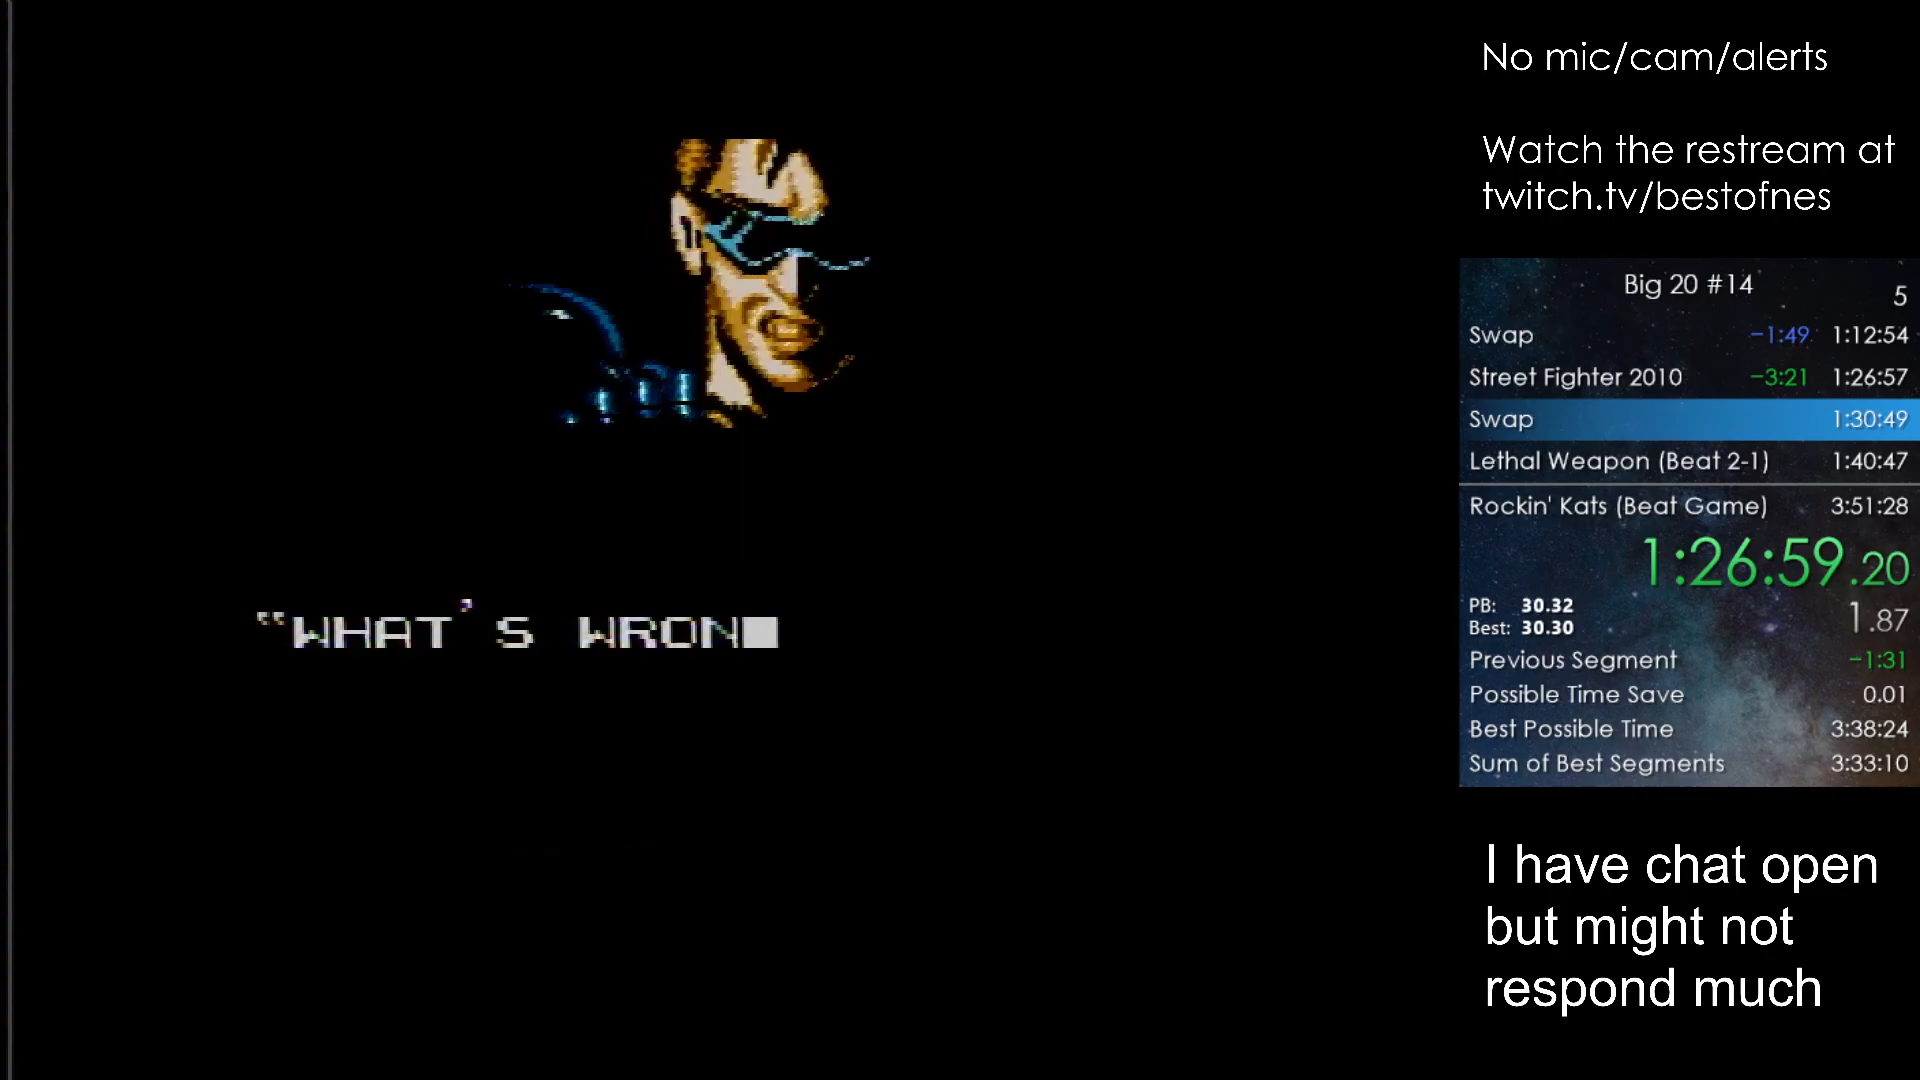 "WHAT'S WRON
No mic/cam/alerts
Watch the restream at
twitch.tv/bestofnes
Big 20 #14
5
Swap −1:49 1:12:54
Street Fighter 2010 −3:21 1:26:57
Swap 1:30:49
Lethal Weapon (Beat 2-1) 1:40:47
Rockin' Kats (Beat Game) 3:51:28
1:26:59.20
PB: 30.32
Best: 30.30
1.87
Previous Segment −1:31
Possible Time Save 0.01
Best Possible Time 3:38:24
Sum of Best Segments 3:33:10
I have chat open
but might not
respond much